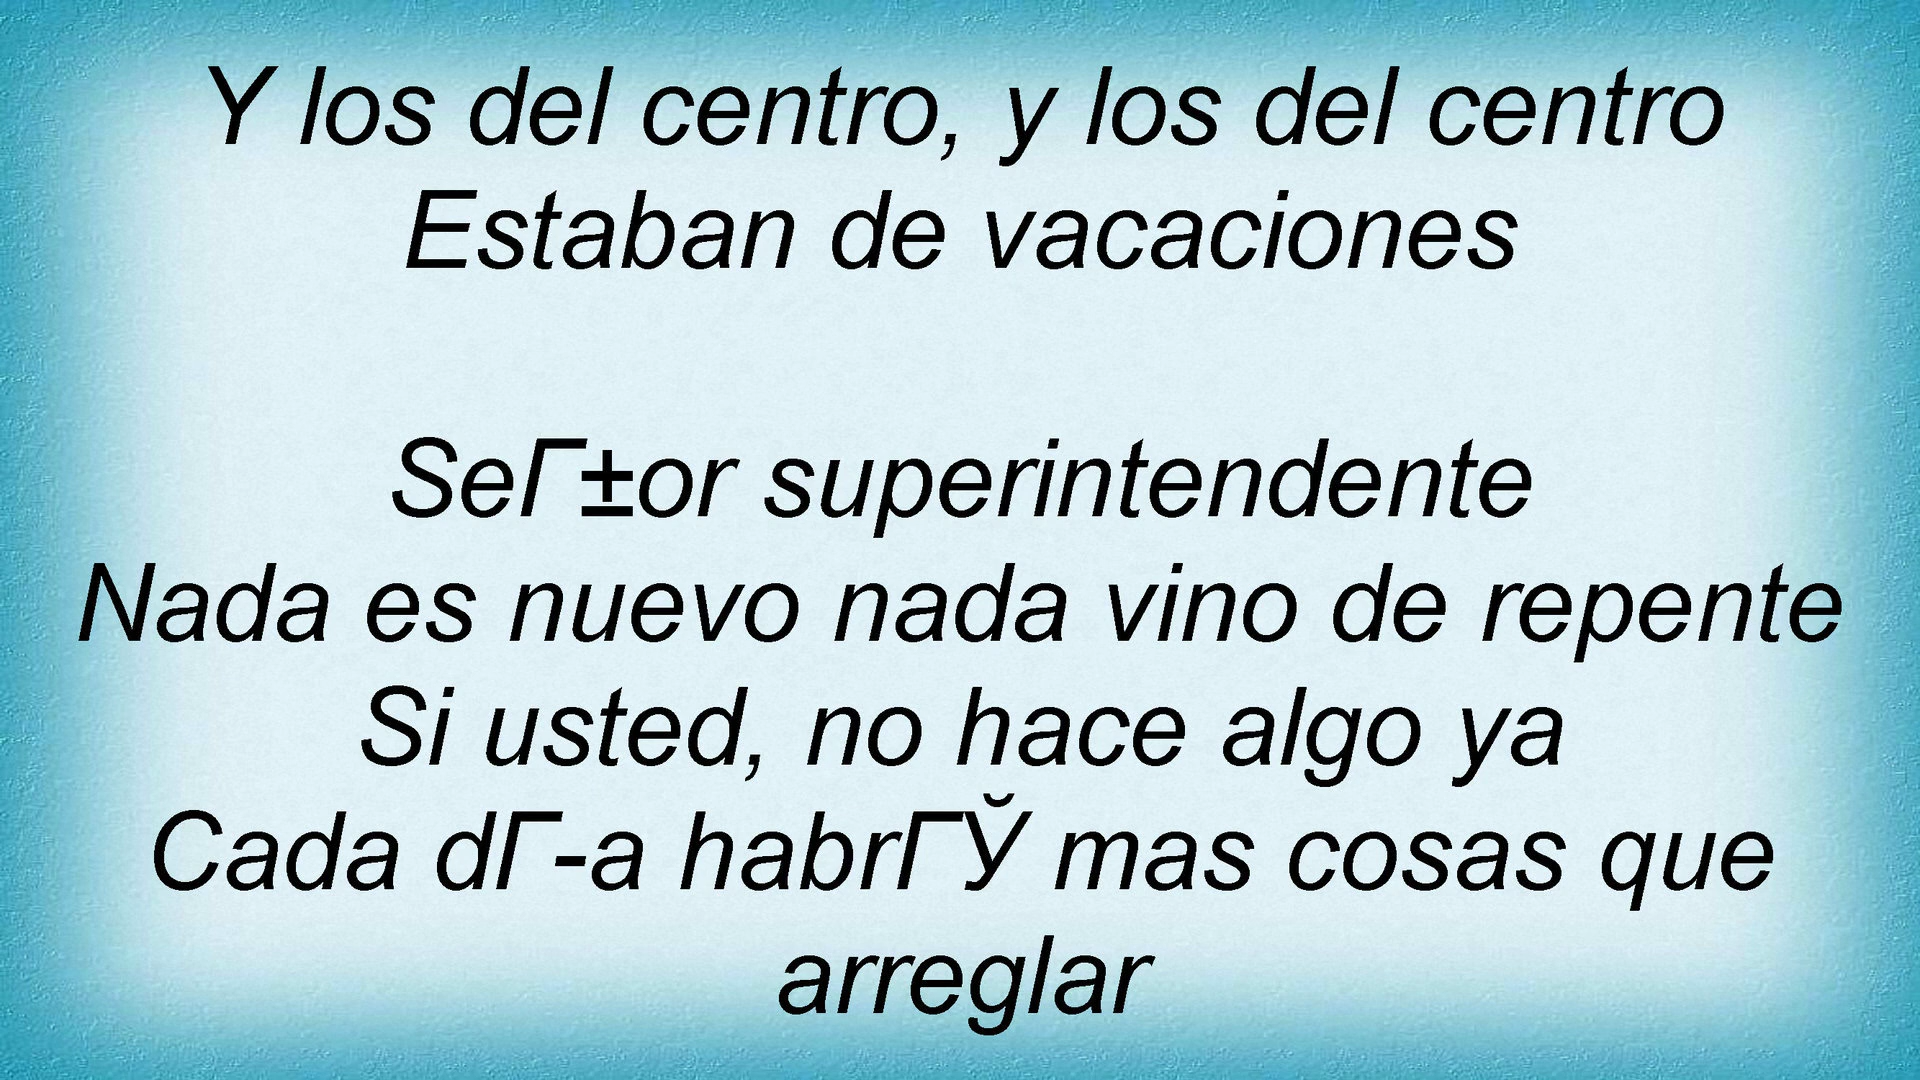 Y los del centro, y los del centro
Estaban de vacaciones
SeГ±or superintendente
Nada es nuevo nada vino de repente
Si usted, no hace algo ya
Cada dГ-a habrГЎ mas cosas que
arreglar